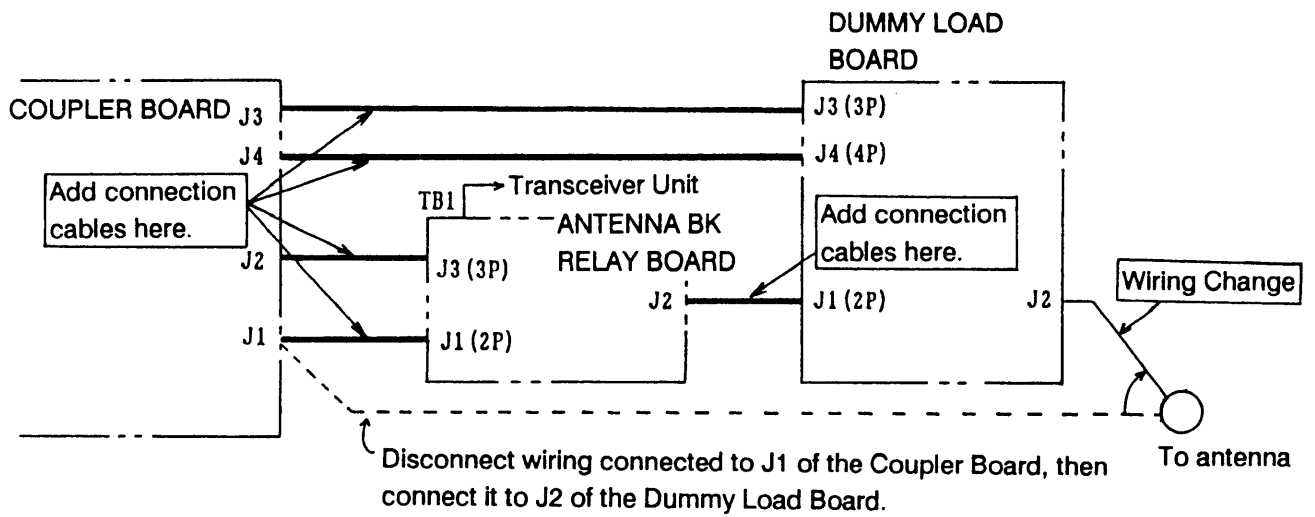 DUMMY LOAD
BOARD
COUPLER BOARD
J3
J3 (3P)
J4
J4 (4P)
Add connection
cables here.
TB1
Transceiver Unit
ANTENNA BK
RELAY BOARD
Add connection
cables here.
J2
J3 (3P)
J2
J1 (2P)
J2
Wiring Change
J1
J1 (2P)
To antenna
Disconnect wiring connected to J1 of the Coupler Board, then
connect it to J2 of the Dummy Load Board.